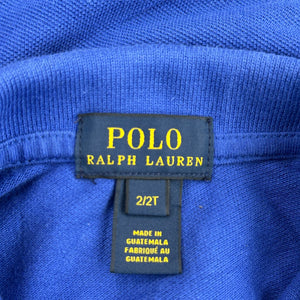 POLO
RALPH LAUREN
2/2T
MADE IN
GUATEMALA
FABRIQUÉ AU
GUATEMALA